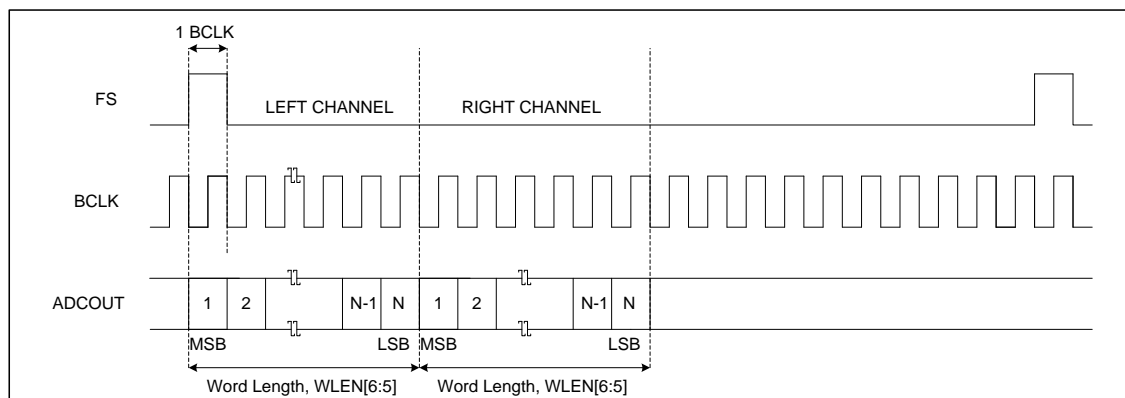 1 BCLK
FS
LEFT CHANNEL RIGHT CHANNEL
BCLK
ADCOUT
1 2 N-1 N 1 2 N-1 N
MSB LSB MSB LSB
Word Length, WLEN[6:5] Word Length, WLEN[6:5]